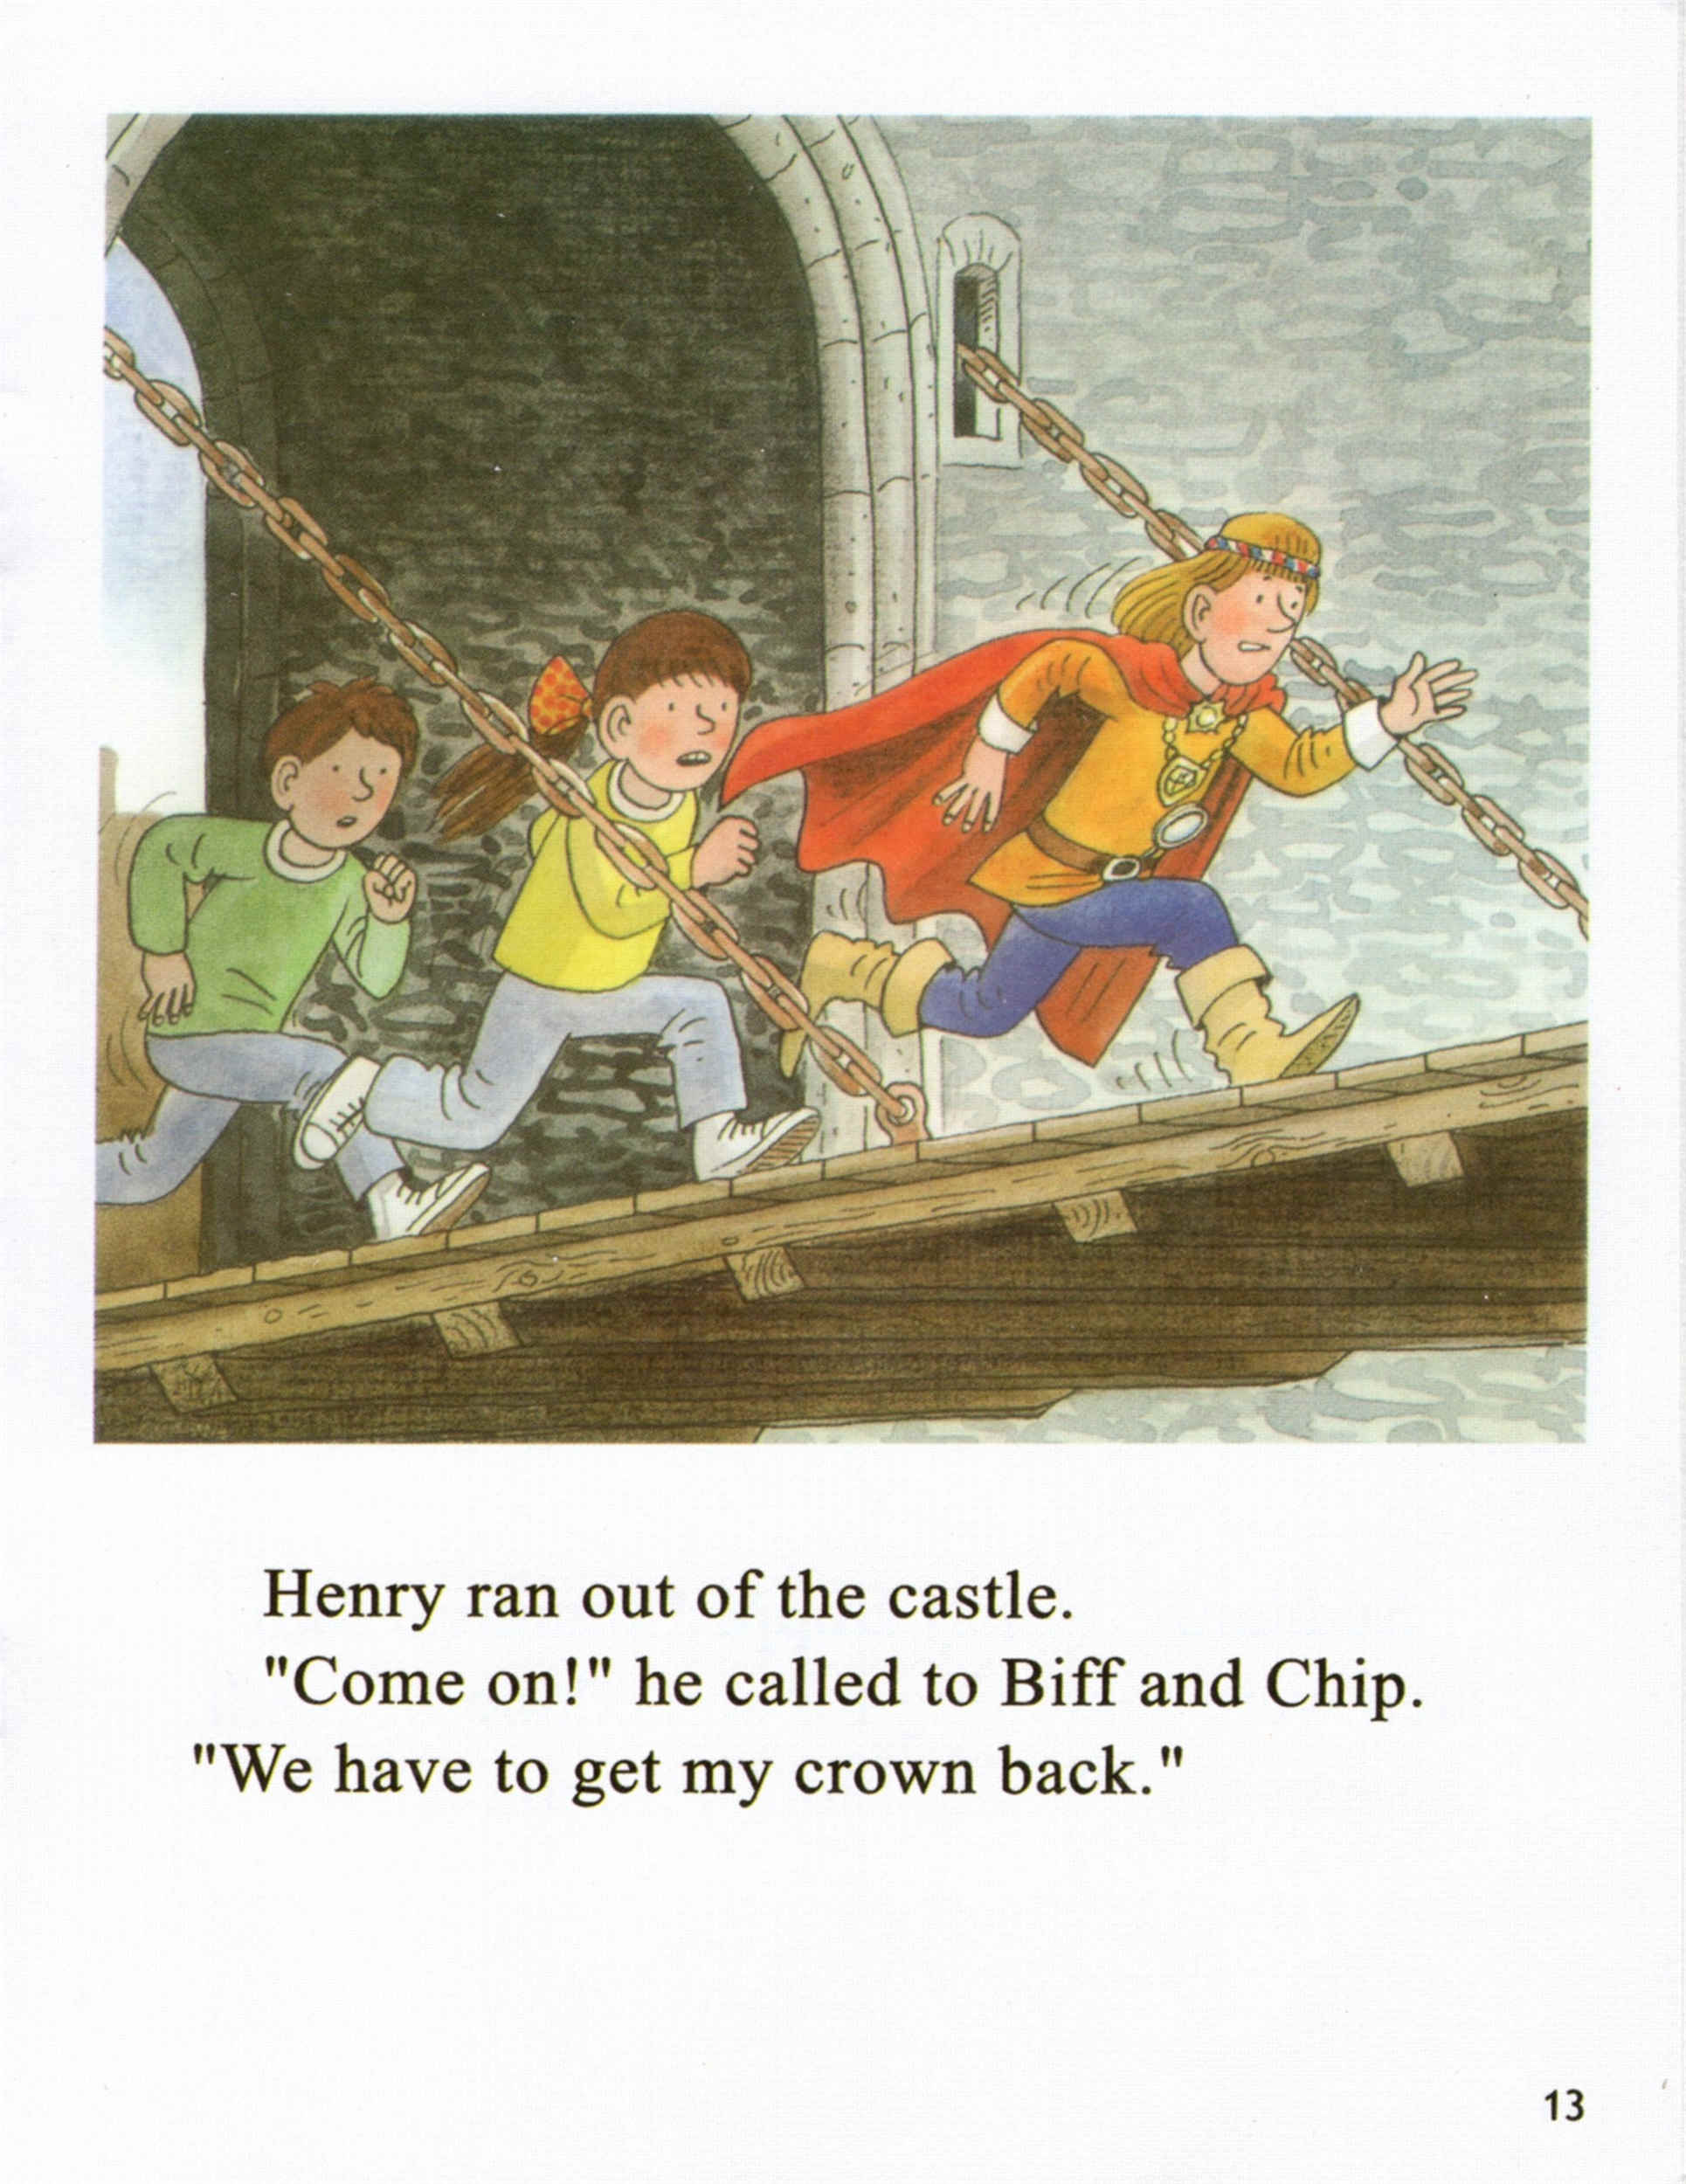 Henry ran out of the castle.
"Come on!" he called to Biff and Chip.
"We have to get my crown back."
13